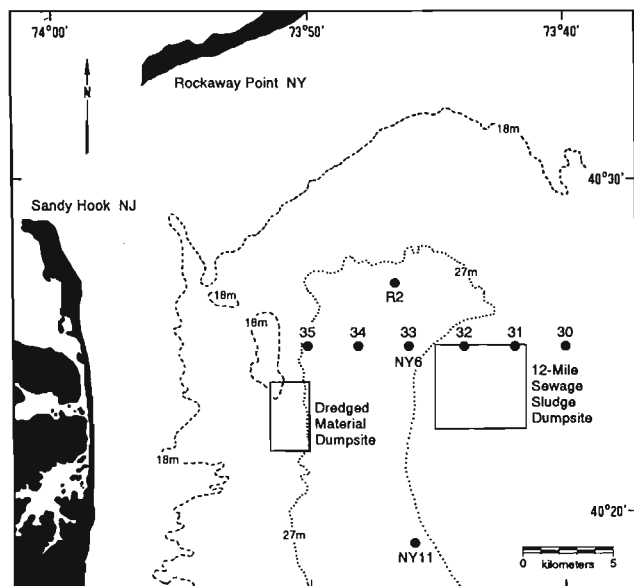 74°00'
73°50'
73°40'
N
Rockaway Point NY
18m
40°30'
Sandy Hook NJ
27m
R2
18m
18m
35
34
33
32
31
30
NY6
12-Mile
Sewage
Sludge
Dumpsite
Dredged
Material
Dumpsite
18m
27m
40°20'
NY11
0
5
kilometers